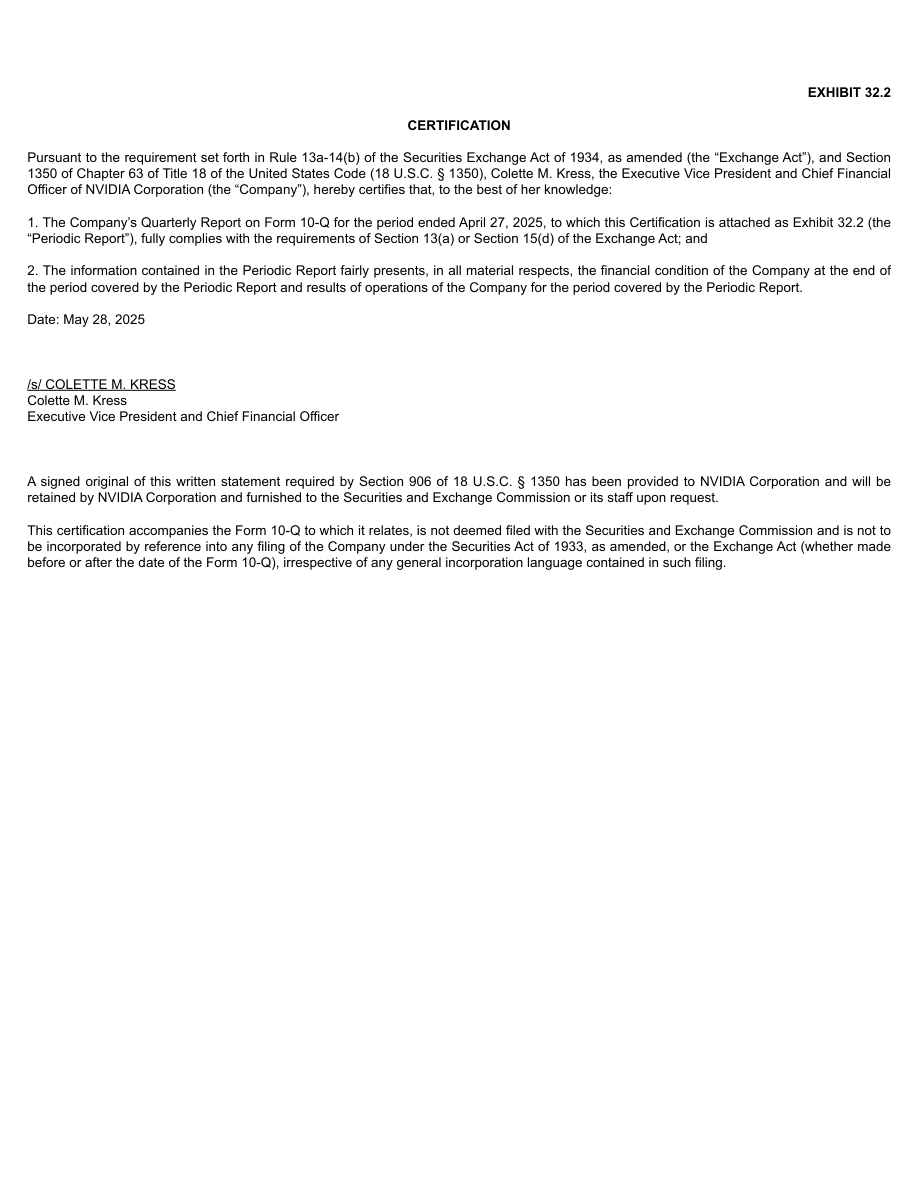 EXHIBIT 32.2
CERTIFICATION
Pursuant to the requirement set forth in Rule 13a-14(b) of the Securities Exchange Act of 1934, as amended (the “Exchange Act”), and Section
1350 of Chapter 63 of Title 18 of the United States Code (18 U.S.C. § 1350), Colette M. Kress, the Executive Vice President and Chief Financial
Officer of NVIDIA Corporation (the “Company”), hereby certifies that, to the best of her knowledge:
1. The Company’s Quarterly Report on Form 10-Q for the period ended April 27, 2025, to which this Certification is attached as Exhibit 32.2 (the
“Periodic Report”), fully complies with the requirements of Section 13(a) or Section 15(d) of the Exchange Act; and
2. The information contained in the Periodic Report fairly presents, in all material respects, the financial condition of the Company at the end of
the period covered by the Periodic Report and results of operations of the Company for the period covered by the Periodic Report.
Date: May 28, 2025
/s/ COLETTE M. KRESS
Colette M. Kress
Executive Vice President and Chief Financial Officer
A signed original of this written statement required by Section 906 of 18 U.S.C. § 1350 has been provided to NVIDIA Corporation and will be
retained by NVIDIA Corporation and furnished to the Securities and Exchange Commission or its staff upon request.
This certification accompanies the Form 10-Q to which it relates, is not deemed filed with the Securities and Exchange Commission and is not to
be incorporated by reference into any filing of the Company under the Securities Act of 1933, as amended, or the Exchange Act (whether made
before or after the date of the Form 10-Q), irrespective of any general incorporation language contained in such filing.